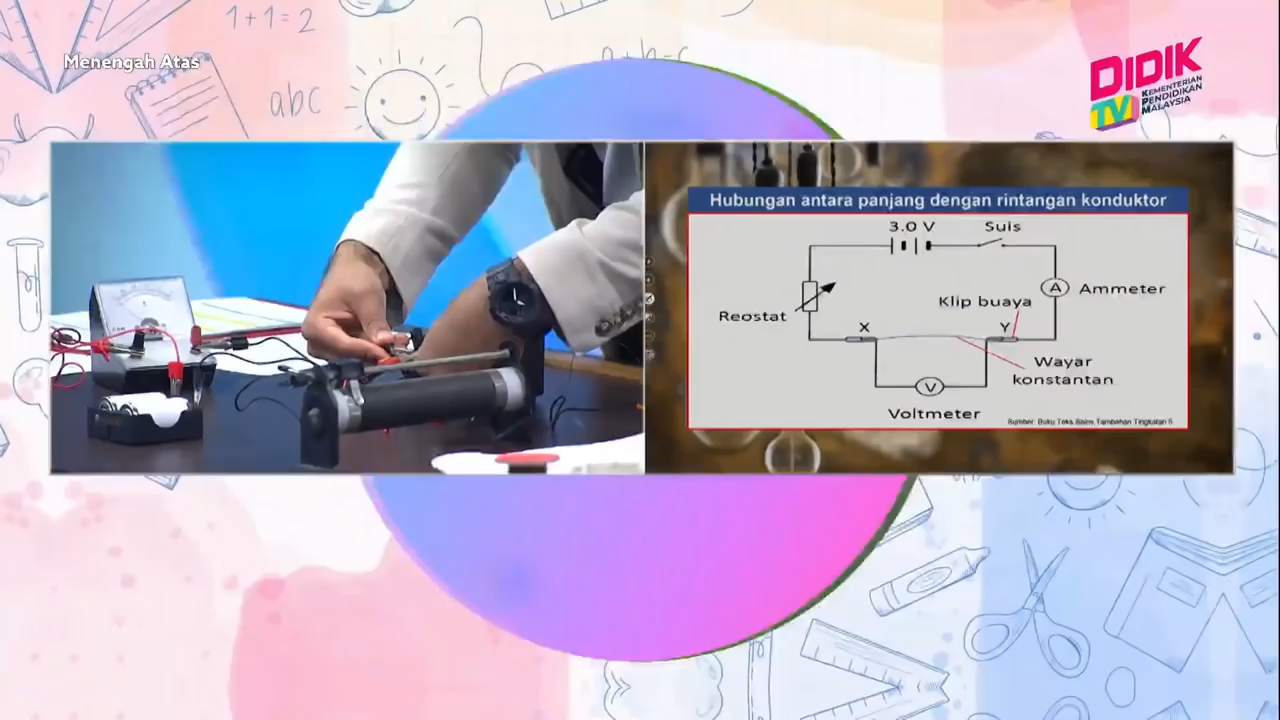 1+1=2
Menengah Atas
abc
a+b=c
DIDIK
TV
KEMENTERIAN
PENDIDIKAN
MALAYSIA
Hubungan antara panjang dengan rintangan konduktor
3.0 V
Suis
A
Ammeter
Klip buaya
Reostat
X
Y
Wayar
konstantan
V
Voltmeter
Sumber: Buku Teks Sains Tambahan Tingkatan 5